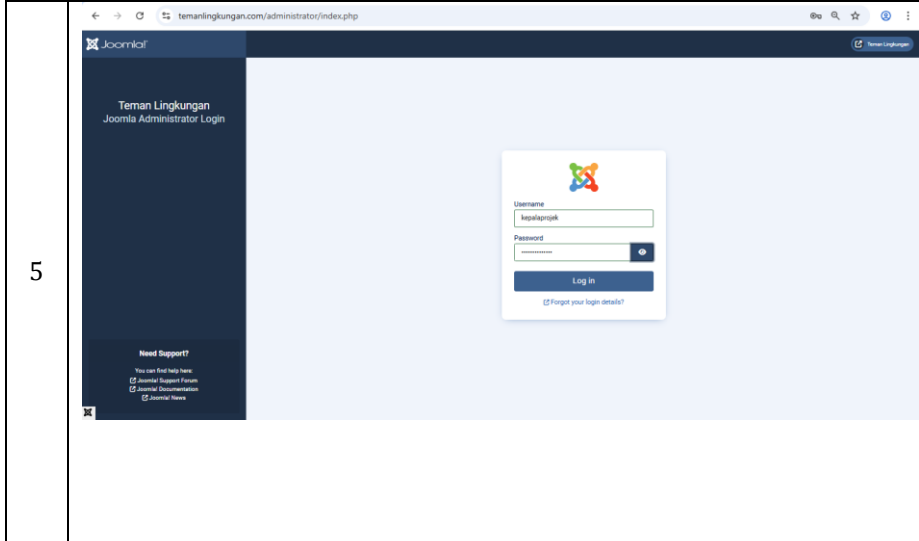 temanlingkungan.com/administrator/index.php
Joomla!
Teman Lingkungan
Teman Lingkungan
Joomla Administrator Login
Username
kepalaprojek
Password
Log in
Forgot your login details?
5
Need Support?
You can find help here:
Joomla! Support Forum
Joomla! Documentation
Joomla! News